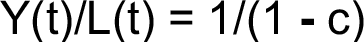 Y(t)/L(t) = 1/(1 - c)